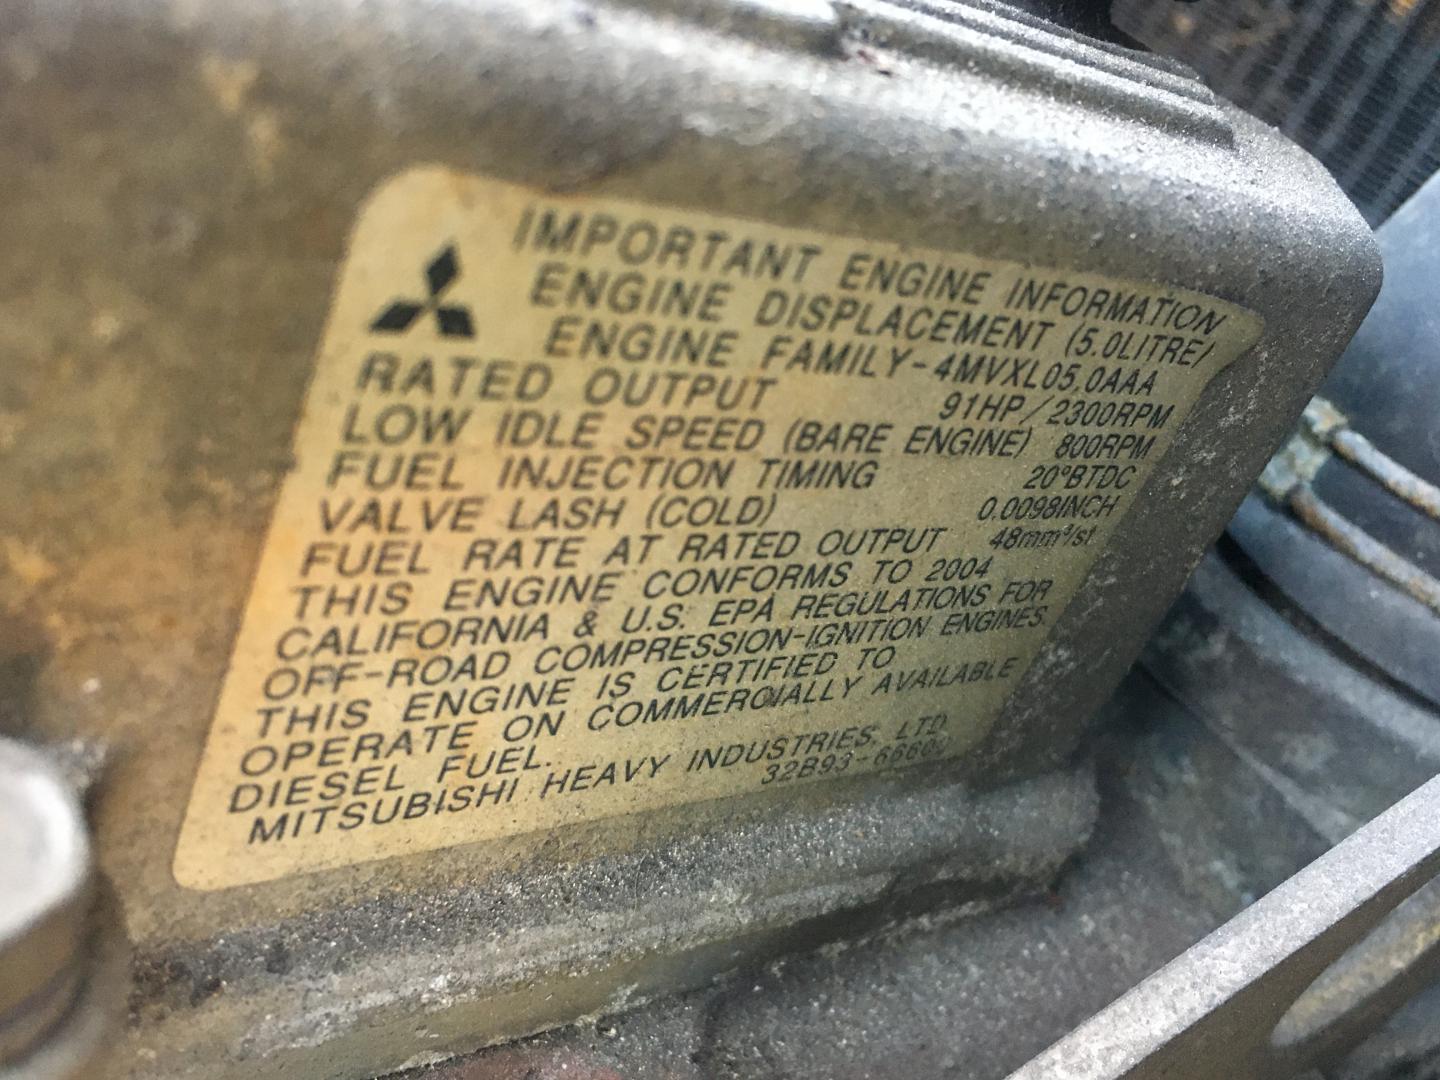 IMPORTANT ENGINE INFORMATION
ENGINE DISPLACEMENT (5.0LITRE)
ENGINE FAMILY-4MVXL05.0AAA
RATED OUTPUT 91HP/2300RPM
LOW IDLE SPEED (BARE ENGINE) 800RPM
FUEL INJECTION TIMING 20°BTDC
VALVE LASH (COLD) 0.0098INCH
FUEL RATE AT RATED OUTPUT 48mm³/st
THIS ENGINE CONFORMS TO 2004
CALIFORNIA & U.S. EPA REGULATIONS FOR
OFF-ROAD COMPRESSION-IGNITION ENGINES.
THIS ENGINE IS CERTIFIED TO
OPERATE ON COMMERCIALLY AVAILABLE
DIESEL FUEL.
MITSUBISHI HEAVY INDUSTRIES, LTD.